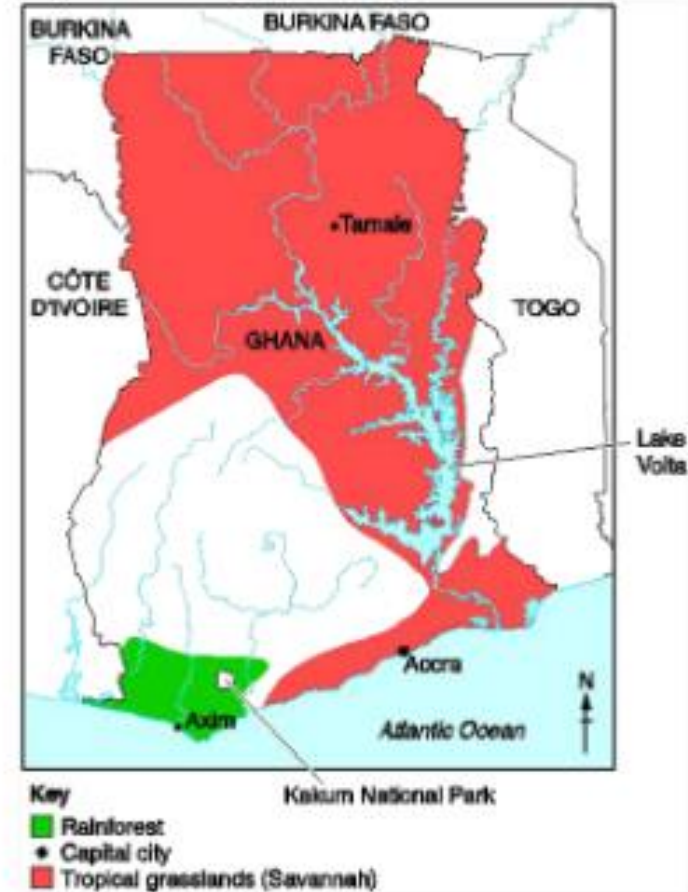 BURKINA
FASO
BURKINA FASO
Tamale
CÔTE
D'IVOIRE
GHANA
TOGO
Lake
Volta
Accra
Axim
N
Atlantic Ocean
Kakum National Park
Key
Rainforest
Capital city
Tropical grasslands (Savannah)